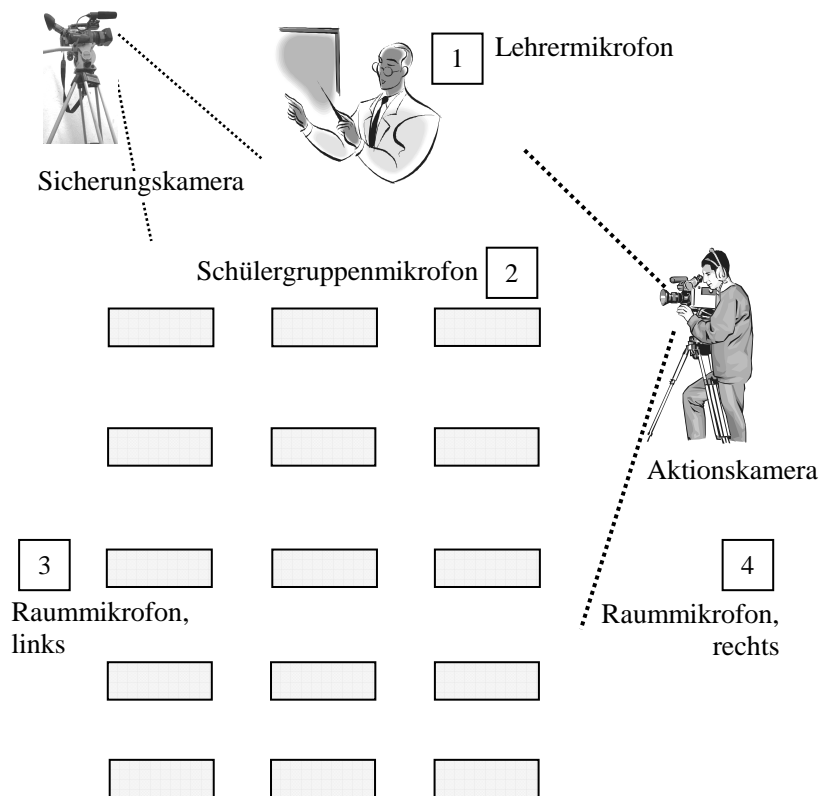 1
Lehrermikrofon
Sicherungskamera
Schülergruppenmikrofon
2
Aktionskamera
3
Raummikrofon,
links
4
Raummikrofon,
rechts